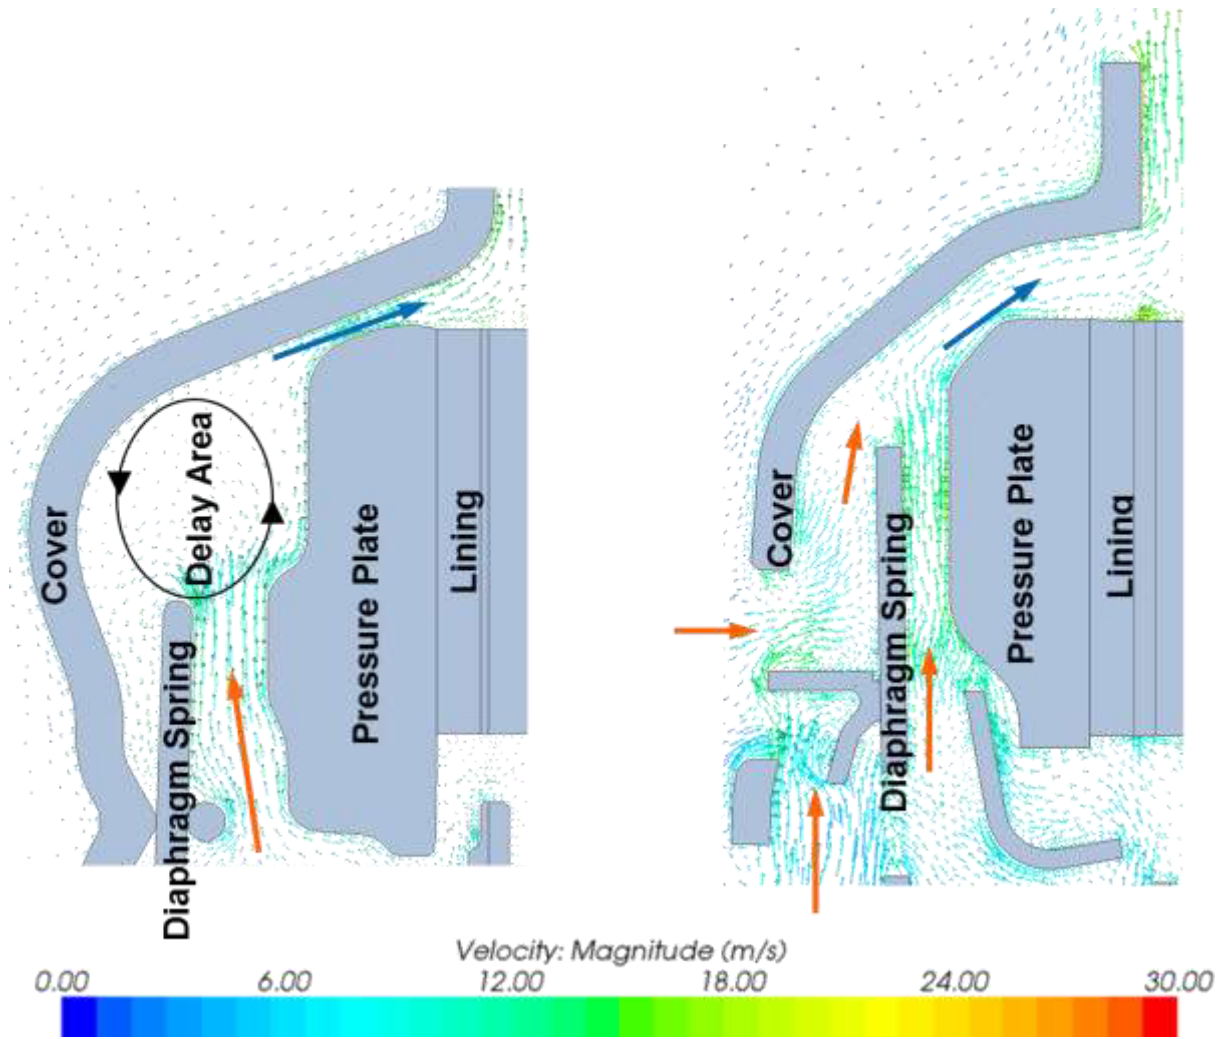 Cover
Diaphragm Spring
Delay Area
Pressure Plate
Lining
Cover
Diaphragm Spring
Pressure Plate
Lining
Velocity: Magnitude (m/s)
0.00 6.00 12.00 18.00 24.00 30.00